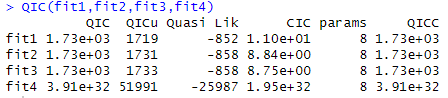 > QIC(fit1,fit2,fit3,fit4)
QIC QICu Quasi Lik CIC params QICC
fit1 1.73e+03 1719 -852 1.10e+01 8 1.73e+03
fit2 1.73e+03 1731 -858 8.84e+00 8 1.73e+03
fit3 1.73e+03 1733 -858 8.75e+00 8 1.73e+03
fit4 3.91e+32 51991 -25987 1.95e+32 8 3.91e+32